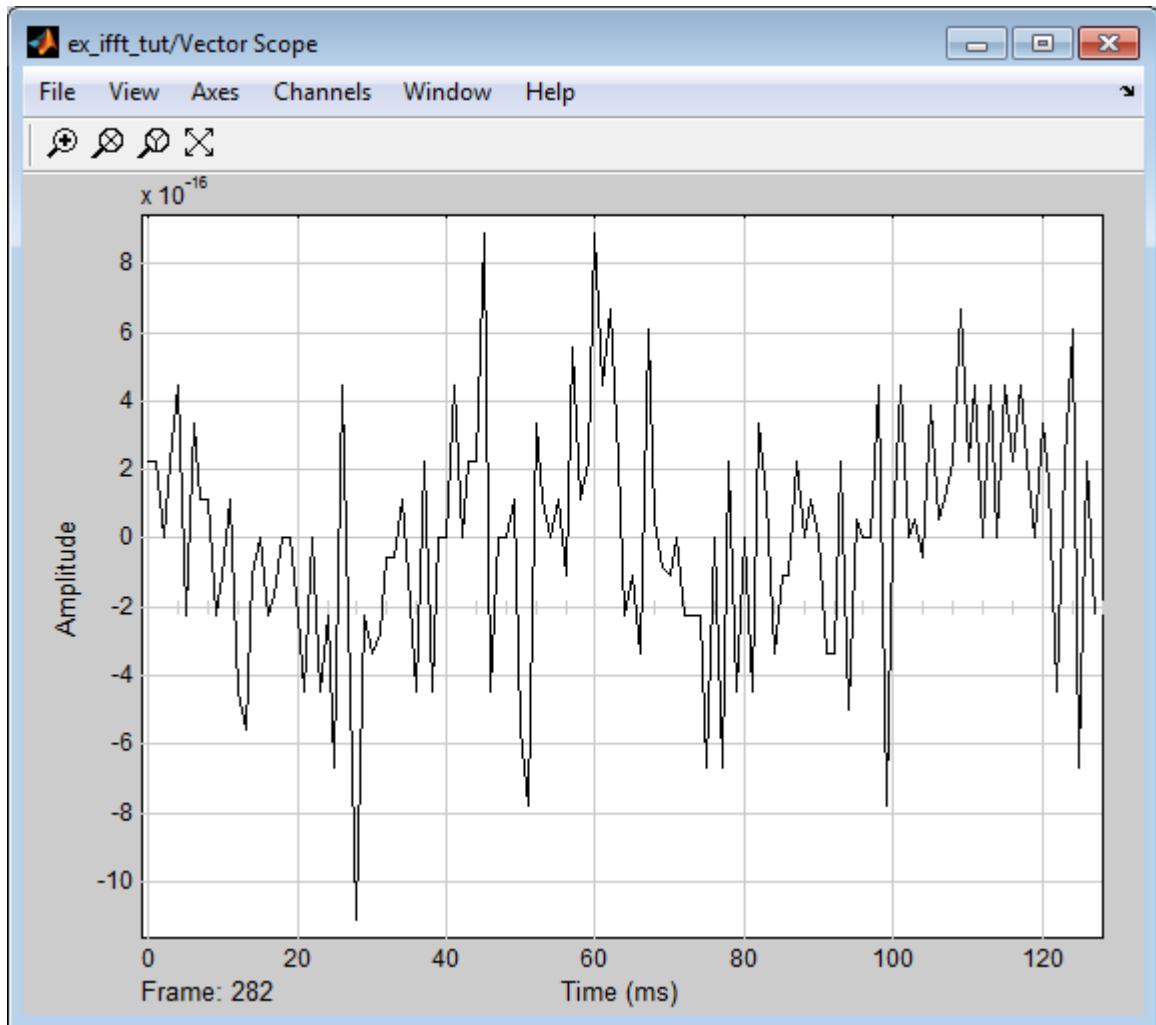 ex_ifft_tut/Vector Scope
File View Axes Channels Window Help
x 10^-16
8
6
4
2
0
-2
-4
-6
-8
-10
Amplitude
0 20 40 60 80 100 120
Frame: 282 Time (ms)